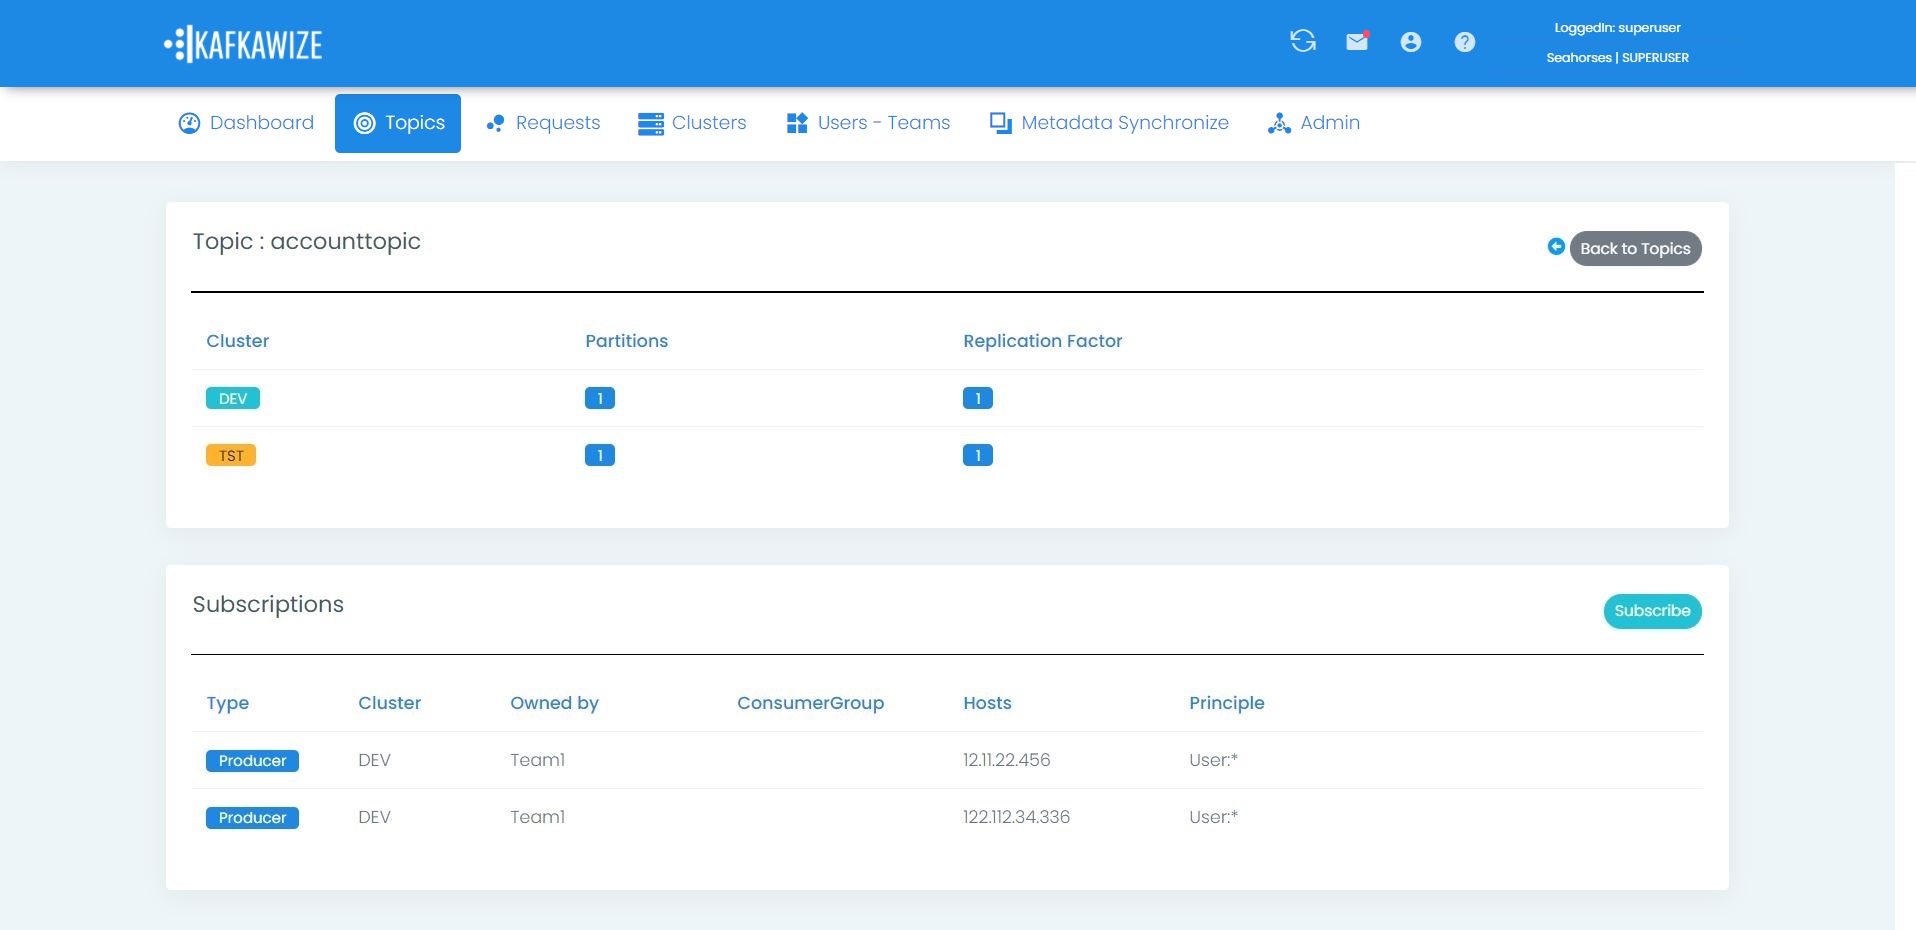 KAFKAWIZE
LoggedIn: superuser
Seahorses | SUPERUSER
Dashboard Topics Requests Clusters Users - Teams Metadata Synchronize Admin
Topic : accounttopic
Back to Topics
Cluster Partitions Replication Factor
DEV 1 1
TST 1 1
Subscriptions
Subscribe
Type Cluster Owned by ConsumerGroup Hosts Principle
Producer DEV Team1 12.11.22.456 User:*
Producer DEV Team1 122.112.34.336 User:*